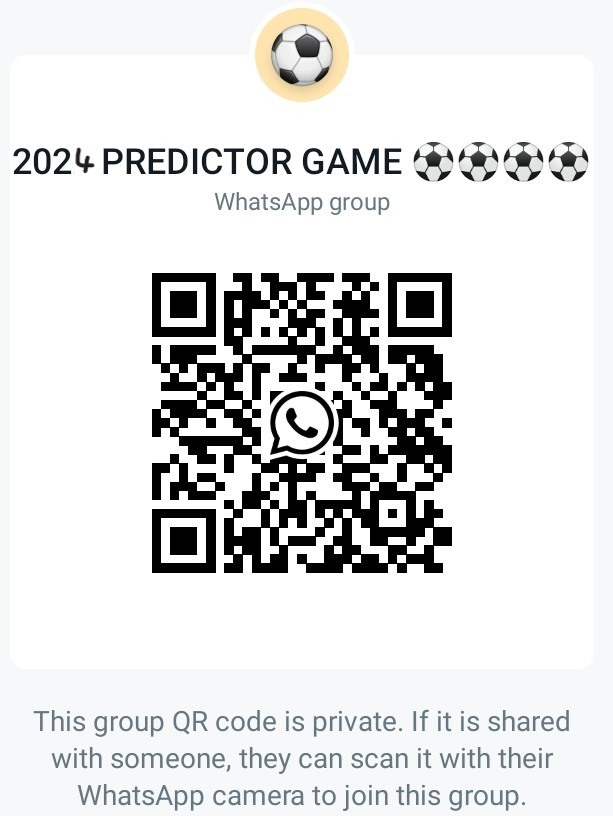 2024 PREDICTOR GAME ⚽⚽⚽⚽
WhatsApp group
This group QR code is private. If it is shared
with someone, they can scan it with their
WhatsApp camera to join this group.